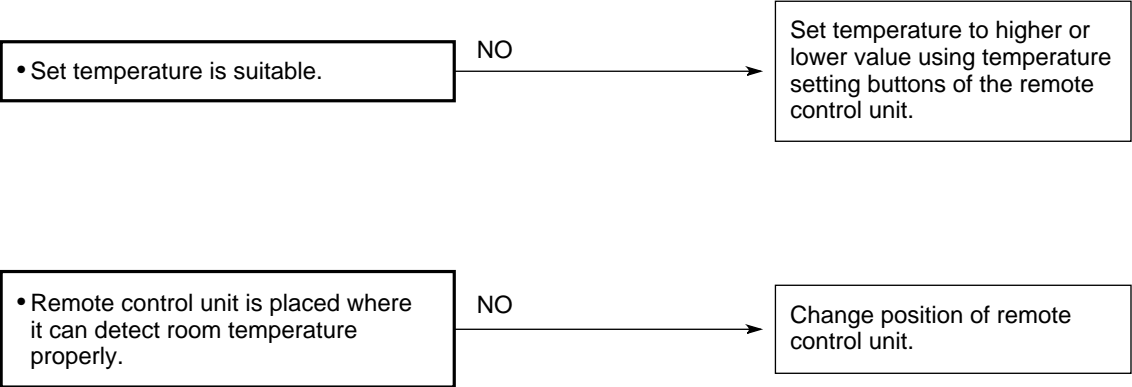 • Set temperature is suitable.
NO
Set temperature to higher or
lower value using temperature
setting buttons of the remote
control unit.
• Remote control unit is placed where
it can detect room temperature
properly.
NO
Change position of remote
control unit.